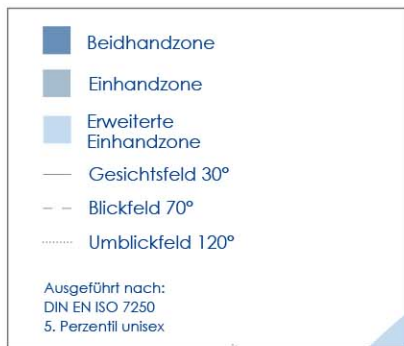 Beidhandzone
Einhandzone
Erweiterte
Einhandzone
Gesichtsfeld 30°
Blickfeld 70°
Umblickfeld 120°
Ausgeführt nach:
DIN EN ISO 7250
5. Perzentil unisex